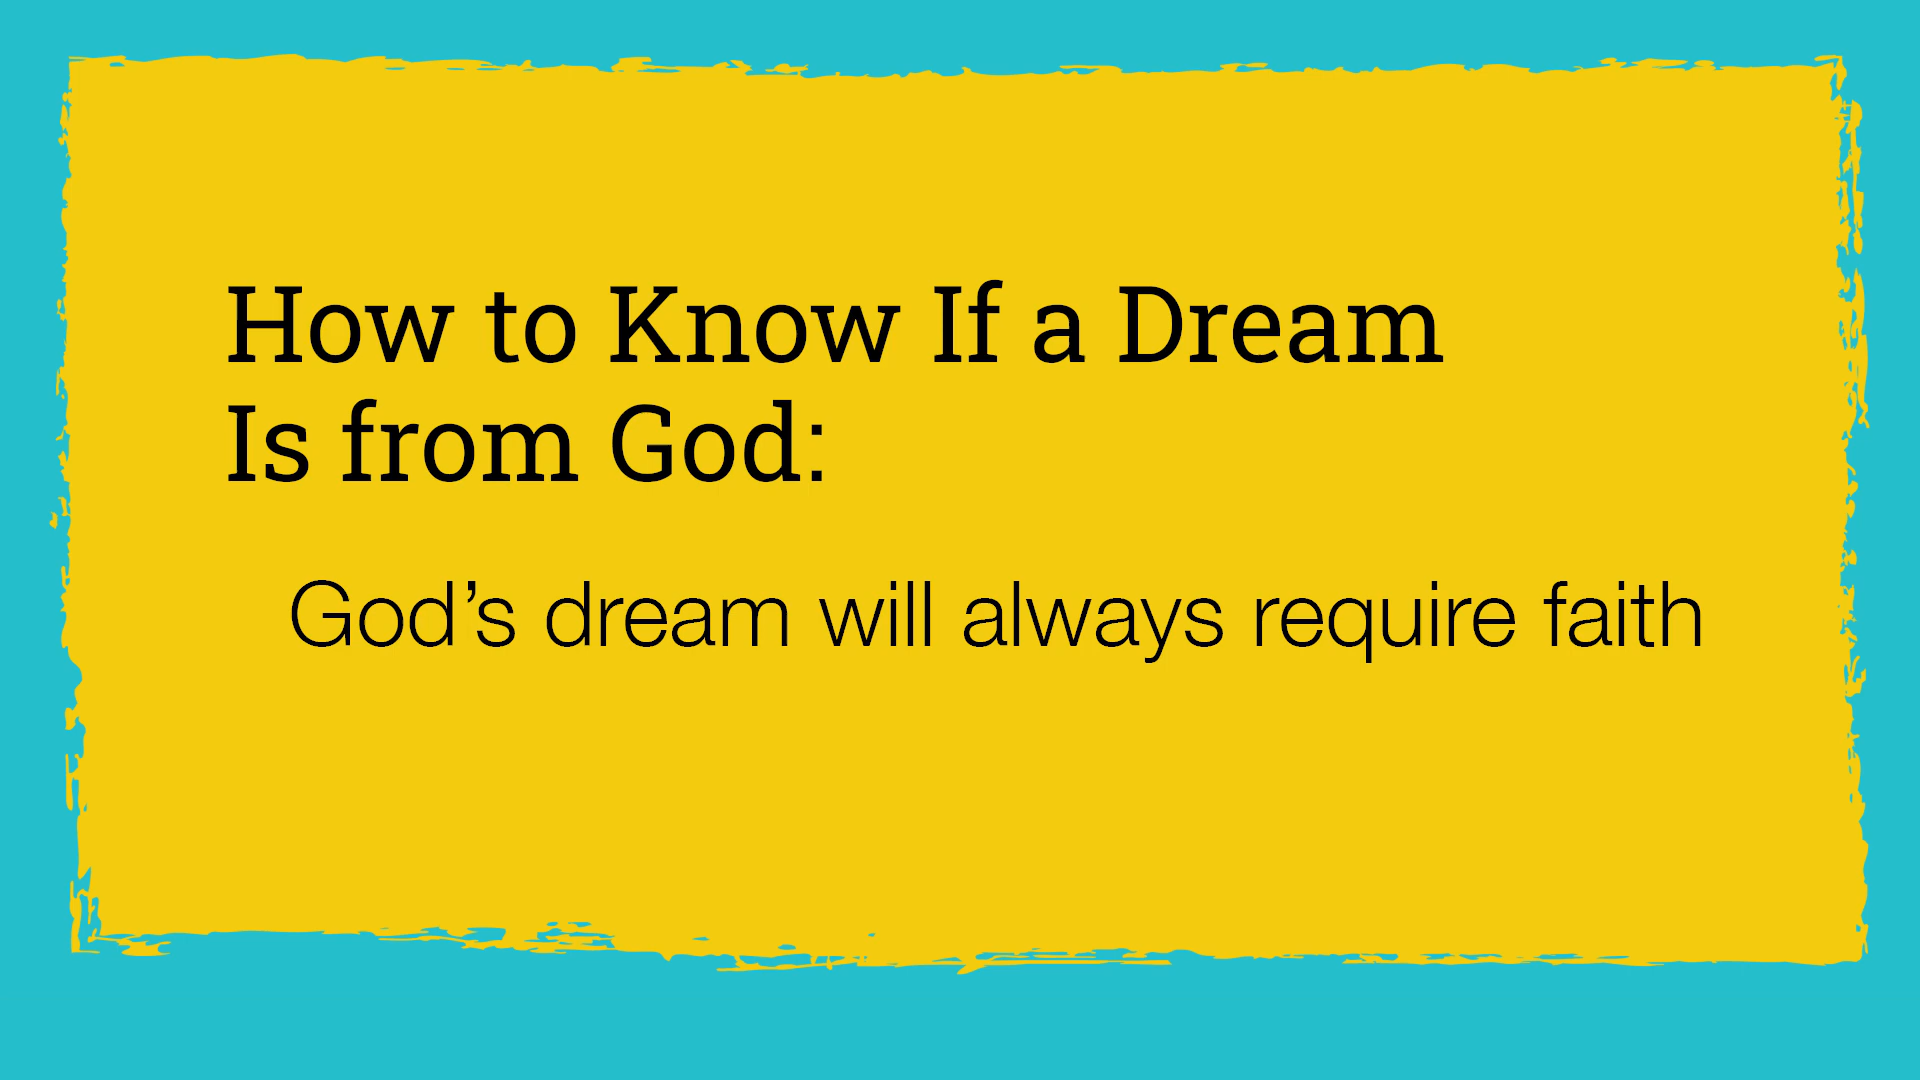 How to Know If a Dream
Is from God:
God’s dream will always require faith